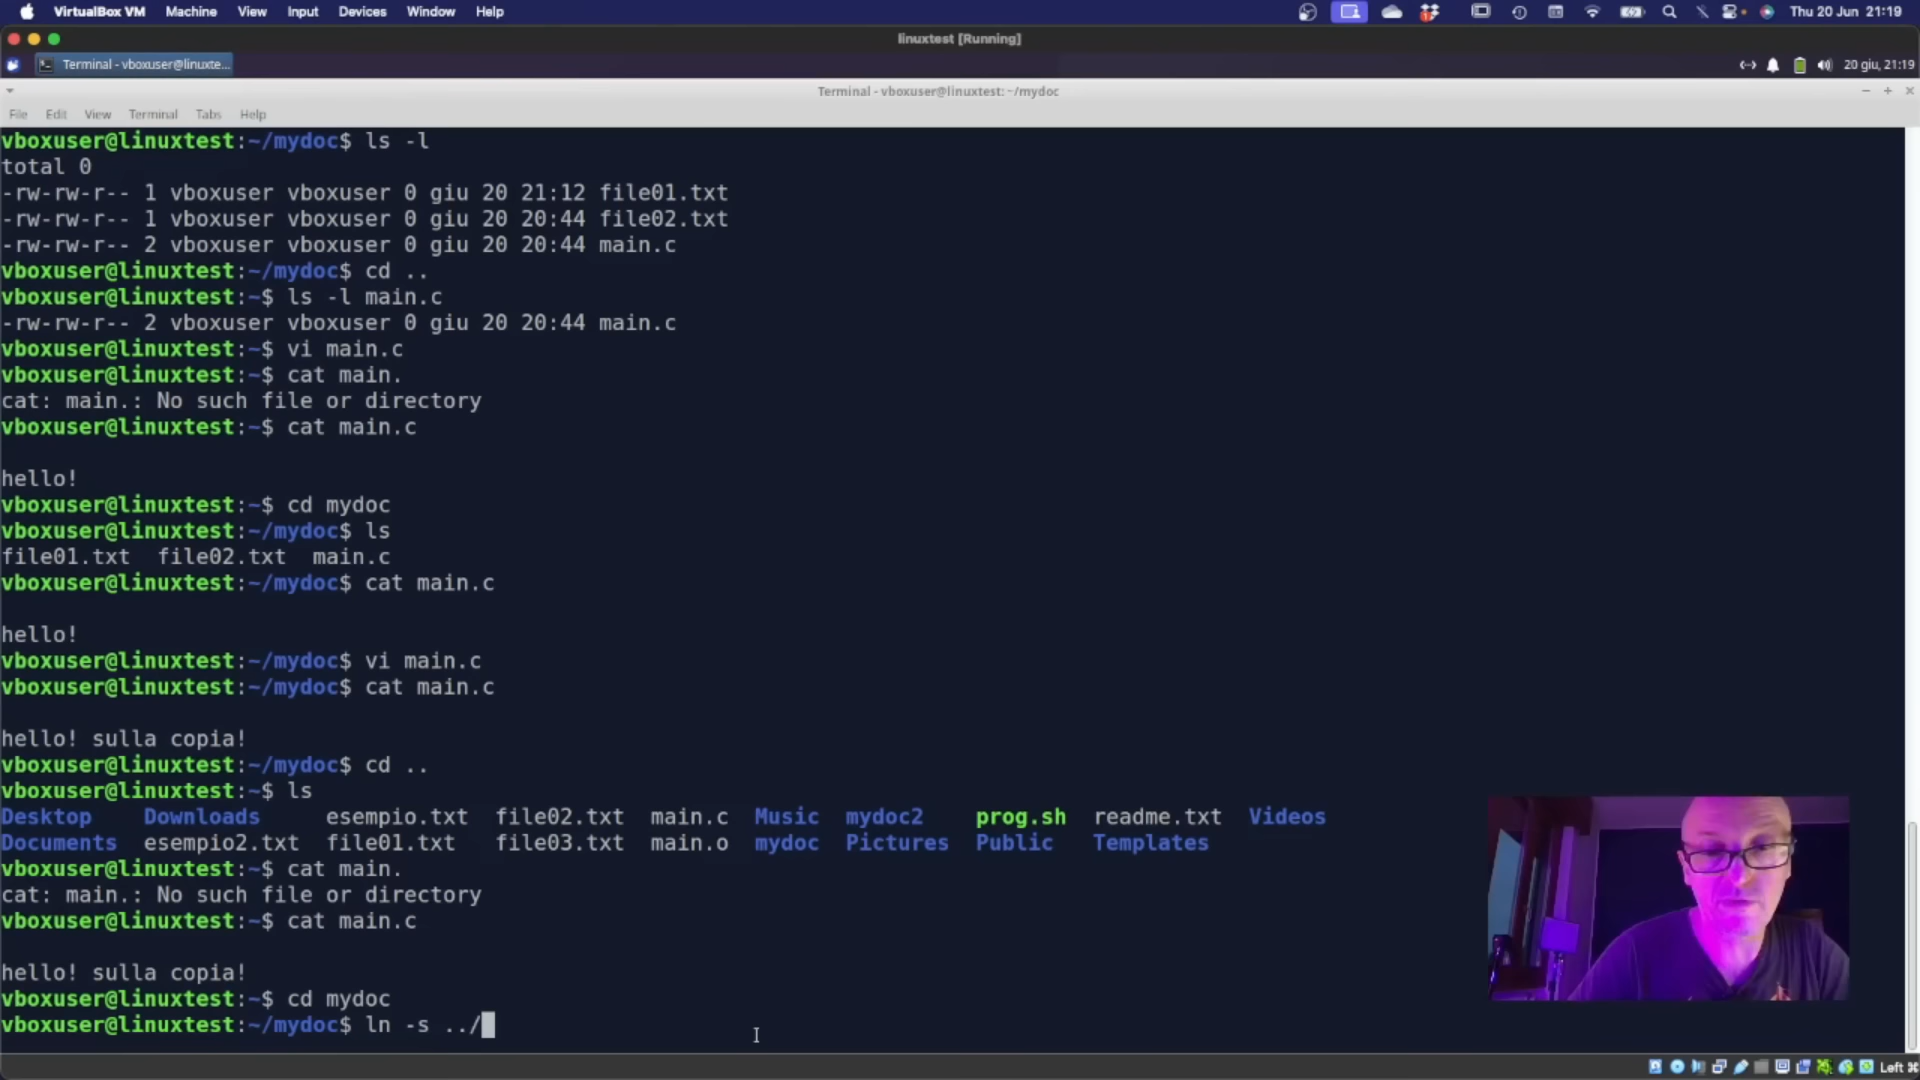 VirtualBox VM Machine View Input Devices Window Help Thu 20 Jun 21:19
linuxtest [Running]
Terminal - vboxuser@linuxte... 20 giu, 21:19
Terminal - vboxuser@linuxtest: ~/mydoc
File Edit View Terminal Tabs Help
vboxuser@linuxtest:~/mydoc$ ls -l
total 0
-rw-rw-r-- 1 vboxuser vboxuser 0 giu 20 21:12 file01.txt
-rw-rw-r-- 1 vboxuser vboxuser 0 giu 20 20:44 file02.txt
-rw-rw-r-- 2 vboxuser vboxuser 0 giu 20 20:44 main.c
vboxuser@linuxtest:~/mydoc$ cd ..
vboxuser@linuxtest:~$ ls -l main.c
-rw-rw-r-- 2 vboxuser vboxuser 0 giu 20 20:44 main.c
vboxuser@linuxtest:~$ vi main.c
vboxuser@linuxtest:~$ cat main.
cat: main.: No such file or directory
vboxuser@linuxtest:~$ cat main.c
hello!
vboxuser@linuxtest:~$ cd mydoc
vboxuser@linuxtest:~/mydoc$ ls
file01.txt file02.txt main.c
vboxuser@linuxtest:~/mydoc$ cat main.c
hello!
vboxuser@linuxtest:~/mydoc$ vi main.c
vboxuser@linuxtest:~/mydoc$ cat main.c
hello! sulla copia!
vboxuser@linuxtest:~/mydoc$ cd ..
vboxuser@linuxtest:~$ ls
Desktop Downloads esempio.txt file02.txt main.c Music mydoc2 prog.sh readme.txt Videos
Documents esempio2.txt file01.txt file03.txt main.o mydoc Pictures Public Templates
vboxuser@linuxtest:~$ cat main.
cat: main.: No such file or directory
vboxuser@linuxtest:~$ cat main.c
hello! sulla copia!
vboxuser@linuxtest:~$ cd mydoc
vboxuser@linuxtest:~/mydoc$ ln -s ../
Left ⌘